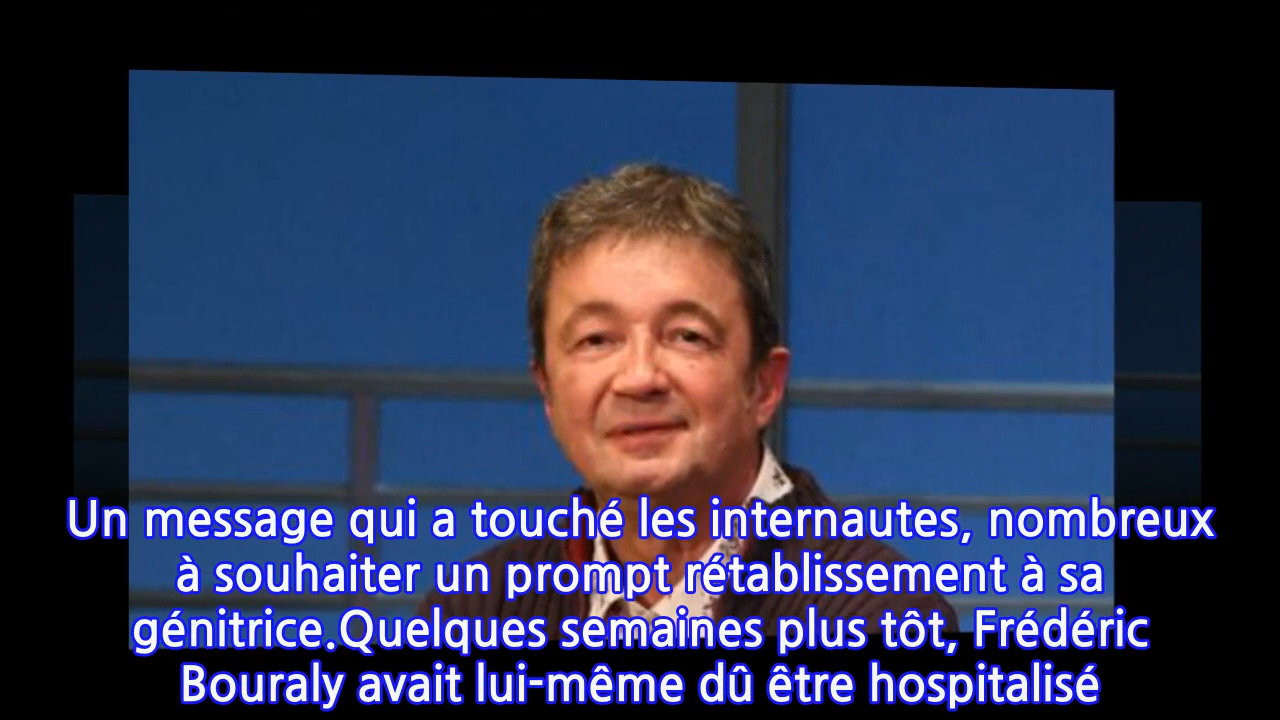 Un message qui a touché les internautes, nombreux
à souhaiter un prompt rétablissement à sa
génitrice.Quelques semaines plus tôt, Frédéric
Bouraly avait lui-même dû être hospitalisé